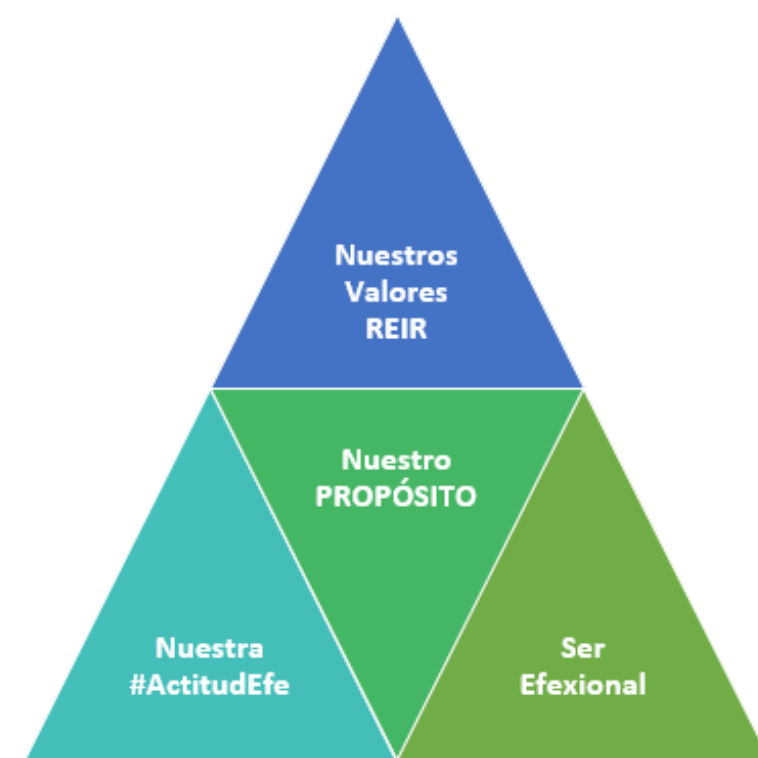 Nuestros
Valores
REIR
Nuestro
PROPÓSITO
Nuestra
#ActitudEfe
Ser
Efexional